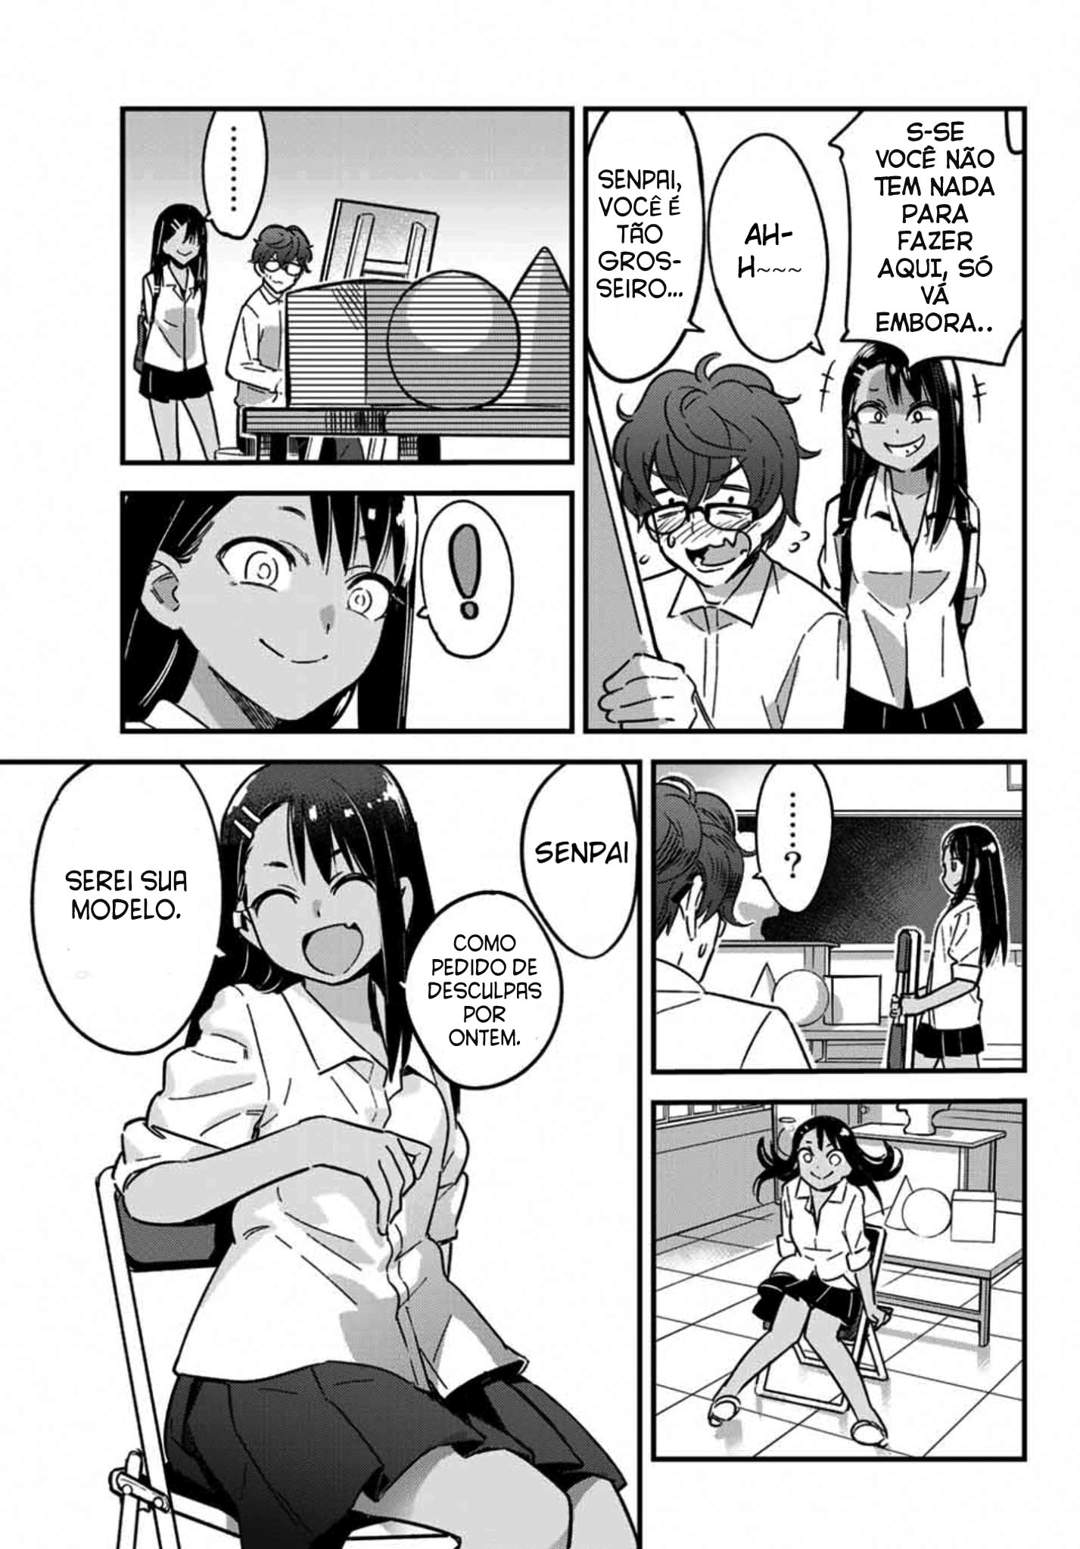 S-SE
VOCÊ NÃO
TEM NADA
PARA
FAZER
AQUI, SÓ
VÁ
EMBORA..
AH-
H~~~
SENPAI,
VOCÊ É
TÃO
GROS-
SEIRO...
.........
!
......?
SENPAI
COMO
PEDIDO DE
DESCULPAS
POR
ONTEM.
SEREI SUA
MODELO.